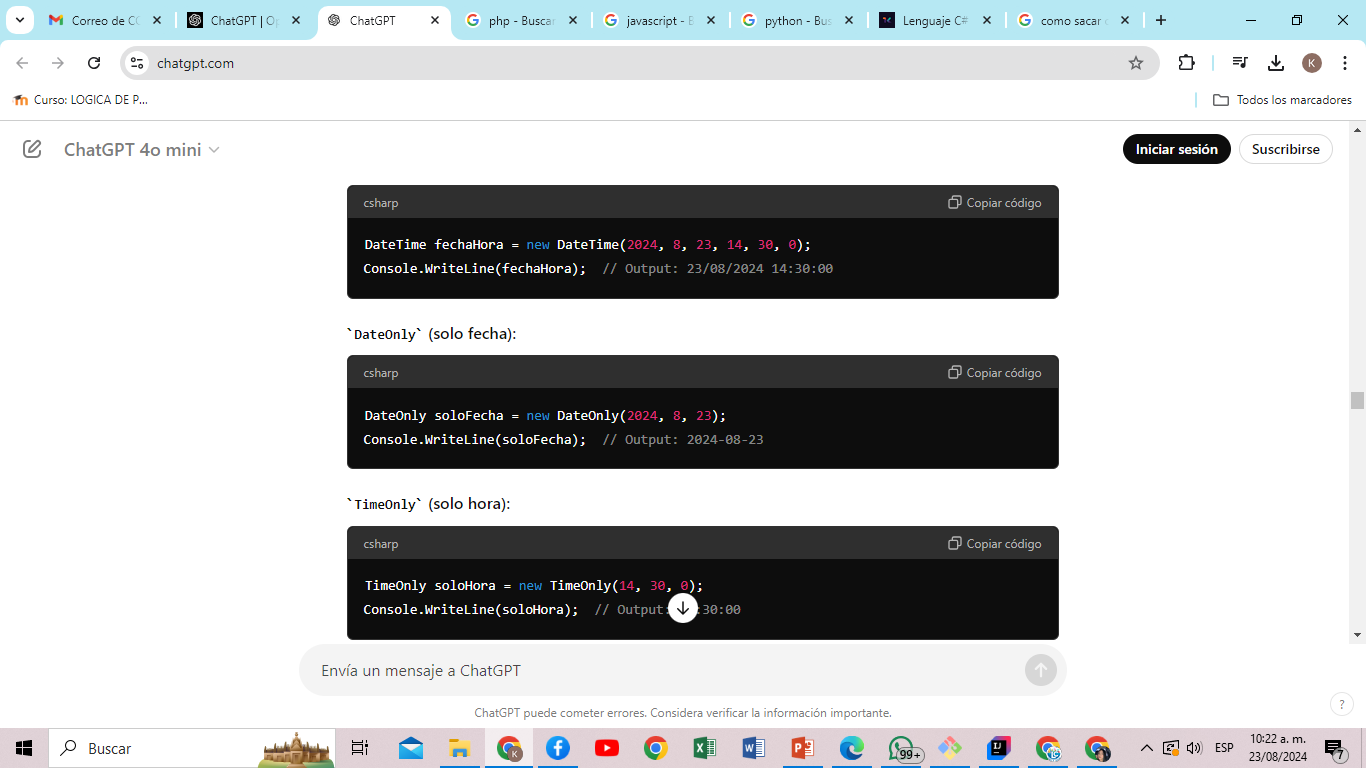 Correo de CC
ChatGPT | Op
ChatGPT
php - Buscar
javascript - B
python - Bus
Lenguaje C#
como sacar c
chatgpt.com
K
Curso: LOGICA DE P...
Todos los marcadores
ChatGPT 4o mini
Iniciar sesión
Suscribirse
csharp
Copiar código
DateTime fechaHora = new DateTime(2024, 8, 23, 14, 30, 0);
Console.WriteLine(fechaHora);  // Output: 23/08/2024 14:30:00
`DateOnly` (solo fecha):
csharp
Copiar código
DateOnly soloFecha = new DateOnly(2024, 8, 23);
Console.WriteLine(soloFecha);  // Output: 2024-08-23
`TimeOnly` (solo hora):
csharp
Copiar código
TimeOnly soloHora = new TimeOnly(14, 30, 0);
Console.WriteLine(soloHora);  // Output: :30:00
Envía un mensaje a ChatGPT
ChatGPT puede cometer errores. Considera verificar la información importante.
?
Buscar
99+
ESP
10:22 a. m.
23/08/2024
7